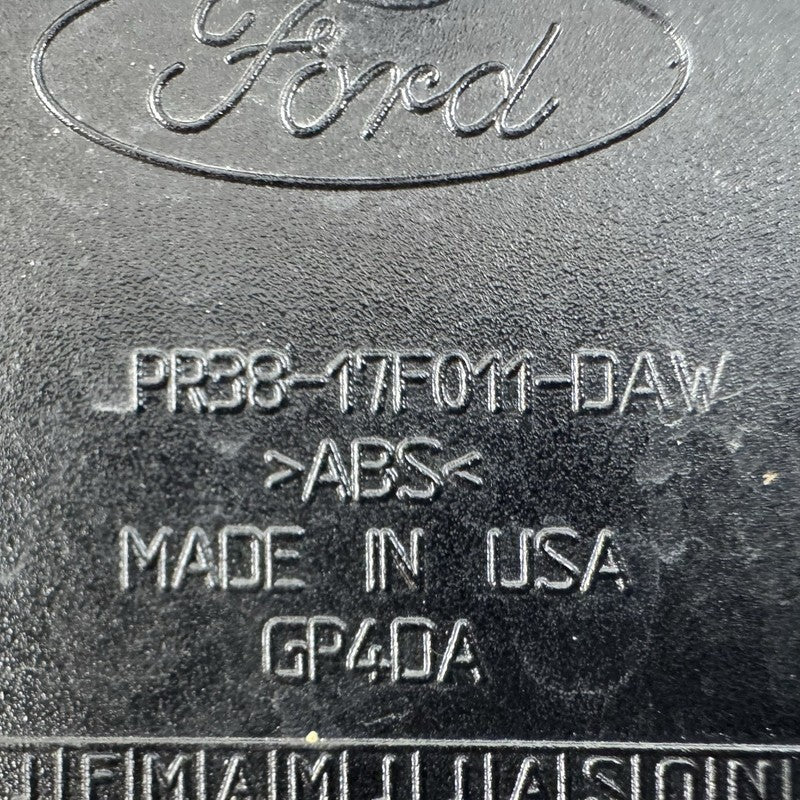 Ford
PR38-17F011-DAW
>ABS<
MADE IN USA
GP4DA
J F M A M J J A S O N